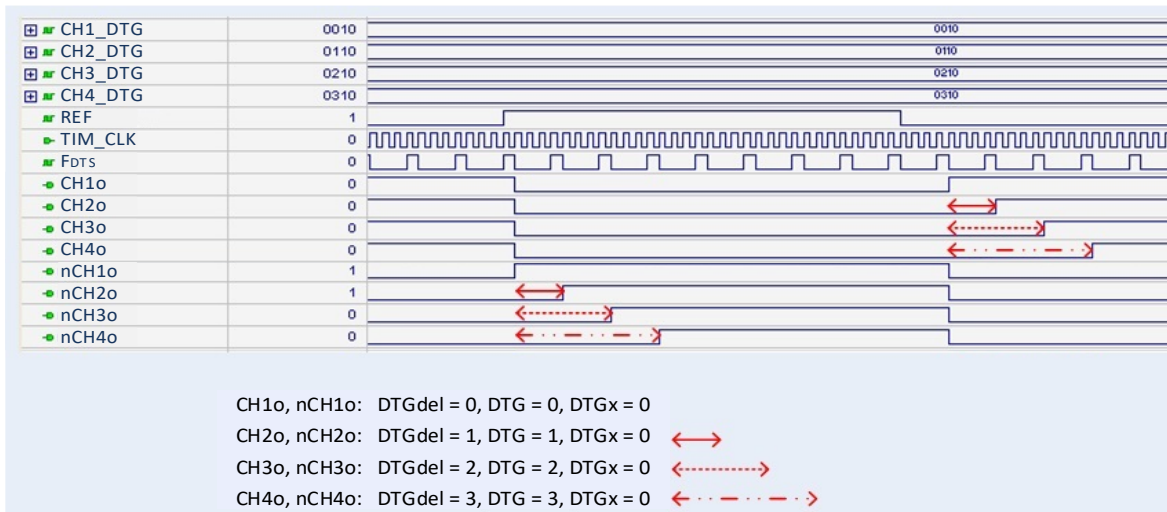 CH1_DTG 0010 0010
CH2_DTG 0110 0110
CH3_DTG 0210 0210
CH4_DTG 0310 0310
REF 1
TIM_CLK 0
FDTS 0
CH1o 0
CH2o 0
CH3o 0
CH4o 0
nCH1o 1
nCH2o 1
nCH3o 0
nCH4o 0
CH1o, nCH1o: DTGdel = 0, DTG = 0, DTGx = 0
CH2o, nCH2o: DTGdel = 1, DTG = 1, DTGx = 0
CH3o, nCH3o: DTGdel = 2, DTG = 2, DTGx = 0
CH4o, nCH4o: DTGdel = 3, DTG = 3, DTGx = 0